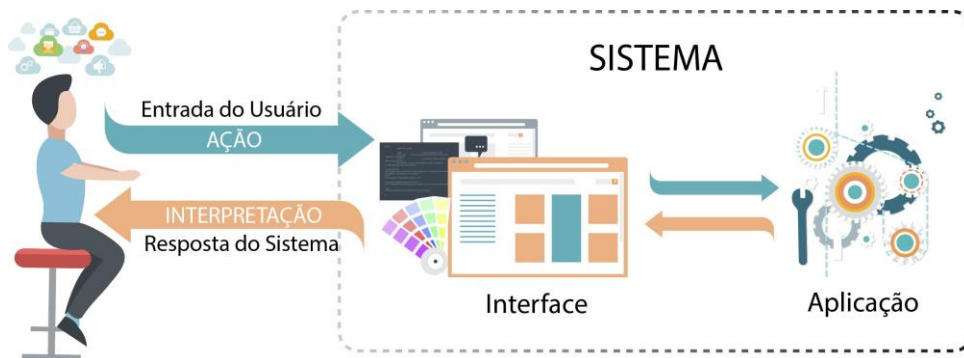 SISTEMA
Entrada do Usuário
AÇÃO
INTERPRETAÇÃO
Resposta do Sistema
Interface
Aplicação